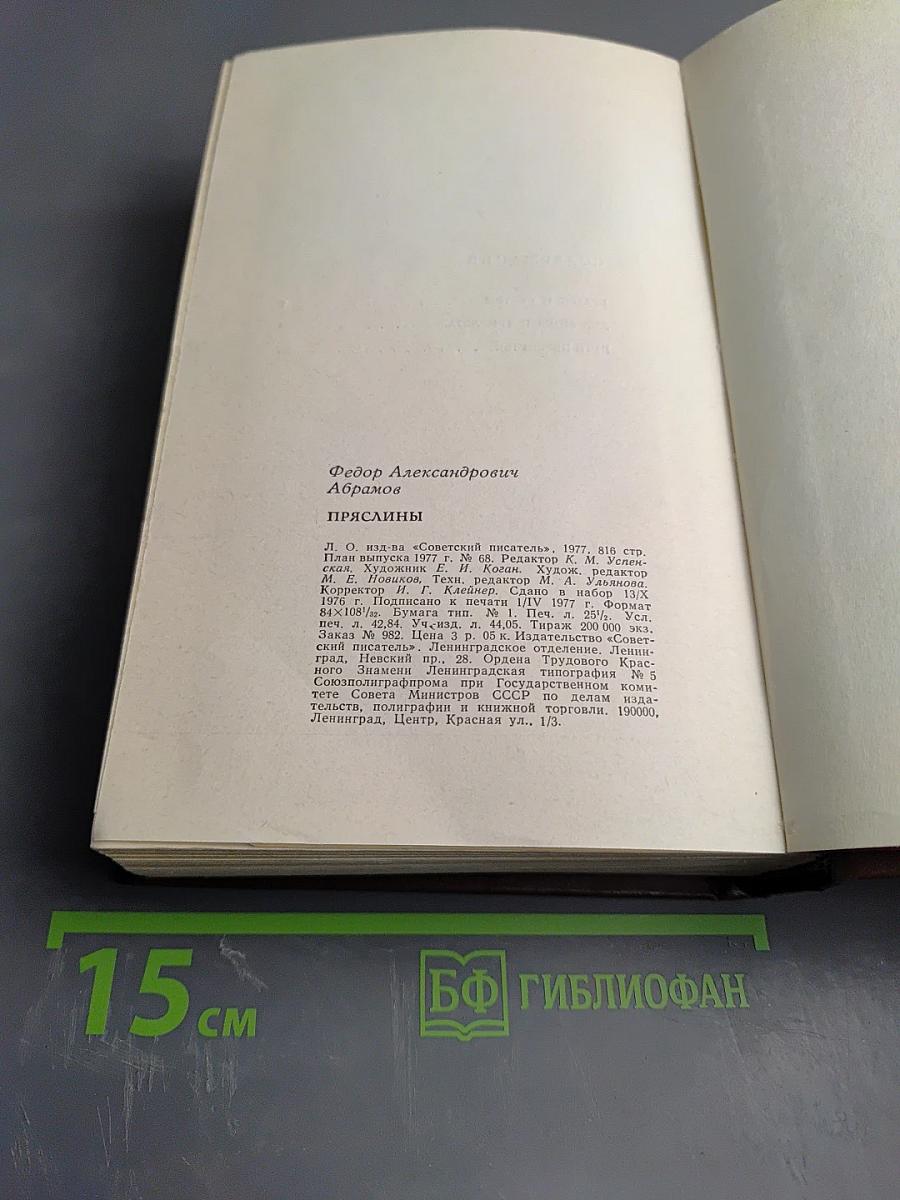 Федор Александрович
Абрамов
ПРЯСЛИНЫ
Л. О. изд-ва «Советский писатель», 1977, 816 стр.
План выпуска 1977 г. № 68. Редактор К. М. Успен-
ская. Художник Е. И. Коган. Худож. редактор
М. Е. Новиков, Техн. редактор М. А. Ульянова.
Корректор И. Г. Клейнер. Сдано в набор 13/X
1976 г. Подписано к печати 1/IV 1977 г. Формат
84×108¹/₃₂. Бумага тип. № 1. Печ. л. 25¹/₂. Усл.
печ. л. 42,84. Уч.-изд. л. 44,05. Тираж 200 000 экз.
Заказ № 982. Цена 3 р. 05 к. Издательство «Совет-
ский писатель». Ленинградское отделение. Ленин-
град, Невский пр., 28. Ордена Трудового Крас-
ного Знамени Ленинградская типография № 5
Союзполиграфпрома при Государственном коми-
тете Совета Министров СССР по делам изда-
тельств, полиграфии и книжной торговли. 190000,
Ленинград, Центр, Красная ул., 1/3.
15 см
БФ ГИБЛИОФАН